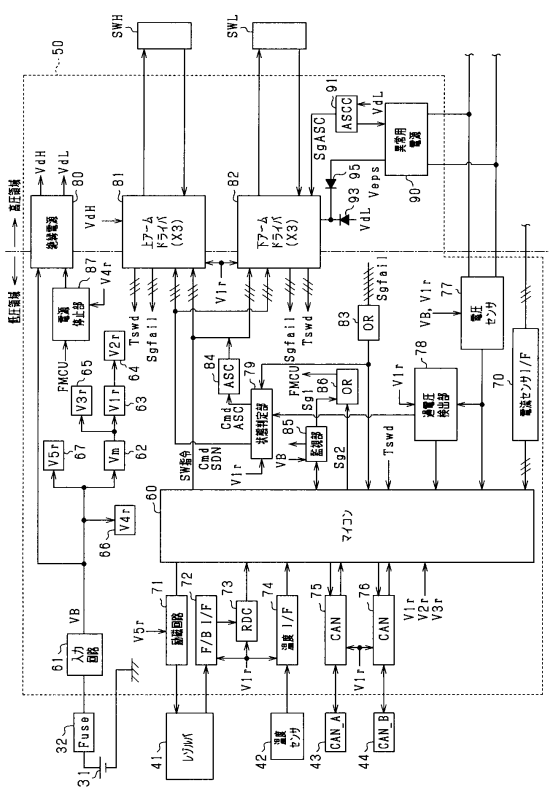 50
低圧領域
高圧領域
SWH
SWL
VdH
VdL
80
絶縁電源
87
電源
停止部
V4r
FMCU
VdH
81
上アーム
ドライバ
(X3)
82
下アーム
ドライバ
(X3)
SgASC
91
ASCC
VdL
95
93
VdL
Veps
異常用
電源
90
V1r
Tswd
Sgfail
Sgfail
Tswd
83
OR
Sgfail
84
ASC
79
Cmd
ASC
状態判定部
SW指令
Cmd
SDN
V1r
FMCU
86
OR
Sg1
85
監視部
VB
Sg2
V1r
78
過電圧
検出部
VB, V1r
77
電圧
センサ
Tswd
70
電流センサI/F
60
マイコン
65
V3r
V2r
64
V1r
63
67
V5r
Vm
62
V4r
66
VB
61
入力
回路
32
Fuse
31
V5r
71
励磁回路
72
F/B I/F
73
RDC
74
温度I/F
V1r
75
CAN
76
CAN
V1r
V1r
V2r
V3r
41
レゾルバ
42
温度
センサ
43
CAN_A
44
CAN_B